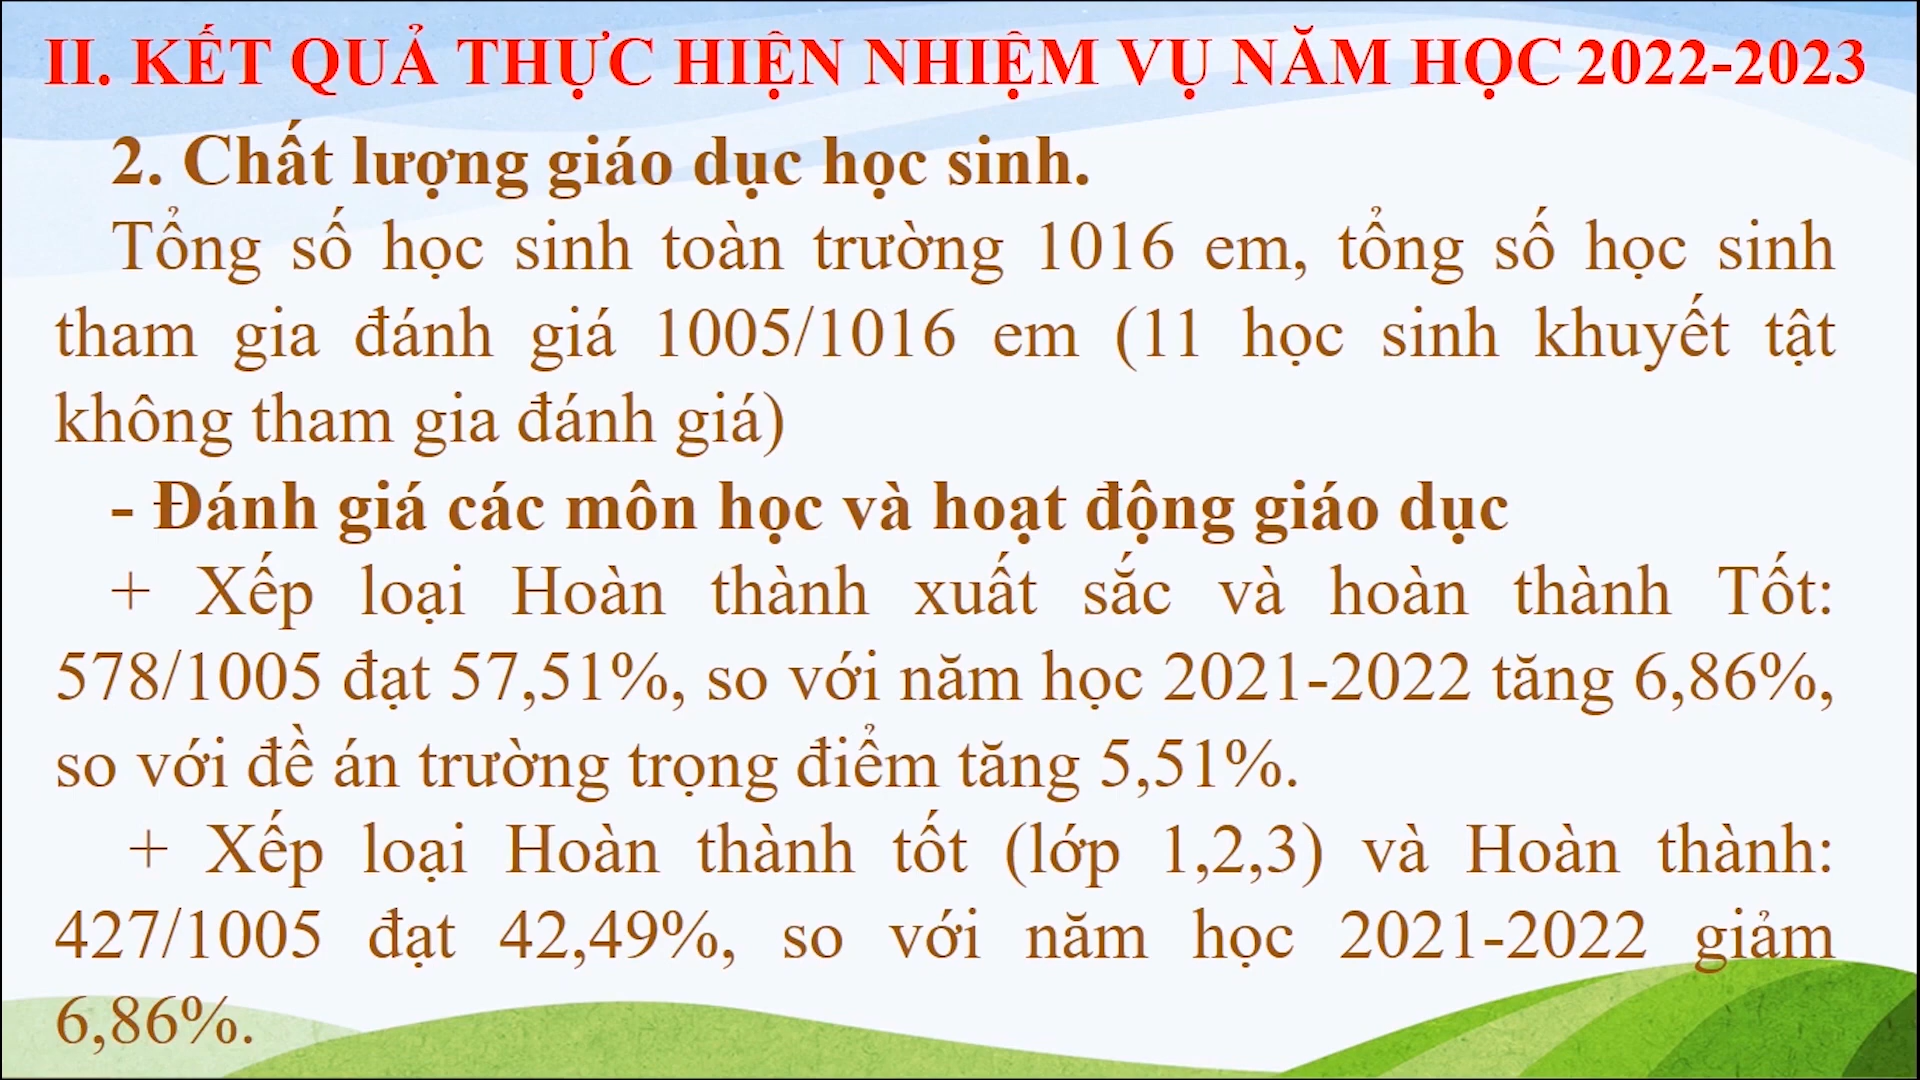 II. KẾT QUẢ THỰC HIỆN NHIỆM VỤ NĂM HỌC 2022-2023
2. Chất lượng giáo dục học sinh.
Tổng số học sinh toàn trường 1016 em, tổng số học sinh
tham gia đánh giá 1005/1016 em (11 học sinh khuyết tật
không tham gia đánh giá)
- Đánh giá các môn học và hoạt động giáo dục
+ Xếp loại Hoàn thành xuất sắc và hoàn thành Tốt:
578/1005 đạt 57,51%, so với năm học 2021-2022 tăng 6,86%,
so với đề án trường trọng điểm tăng 5,51%.
+ Xếp loại Hoàn thành tốt (lớp 1,2,3) và Hoàn thành:
427/1005 đạt 42,49%, so với năm học 2021-2022 giảm
6,86%.